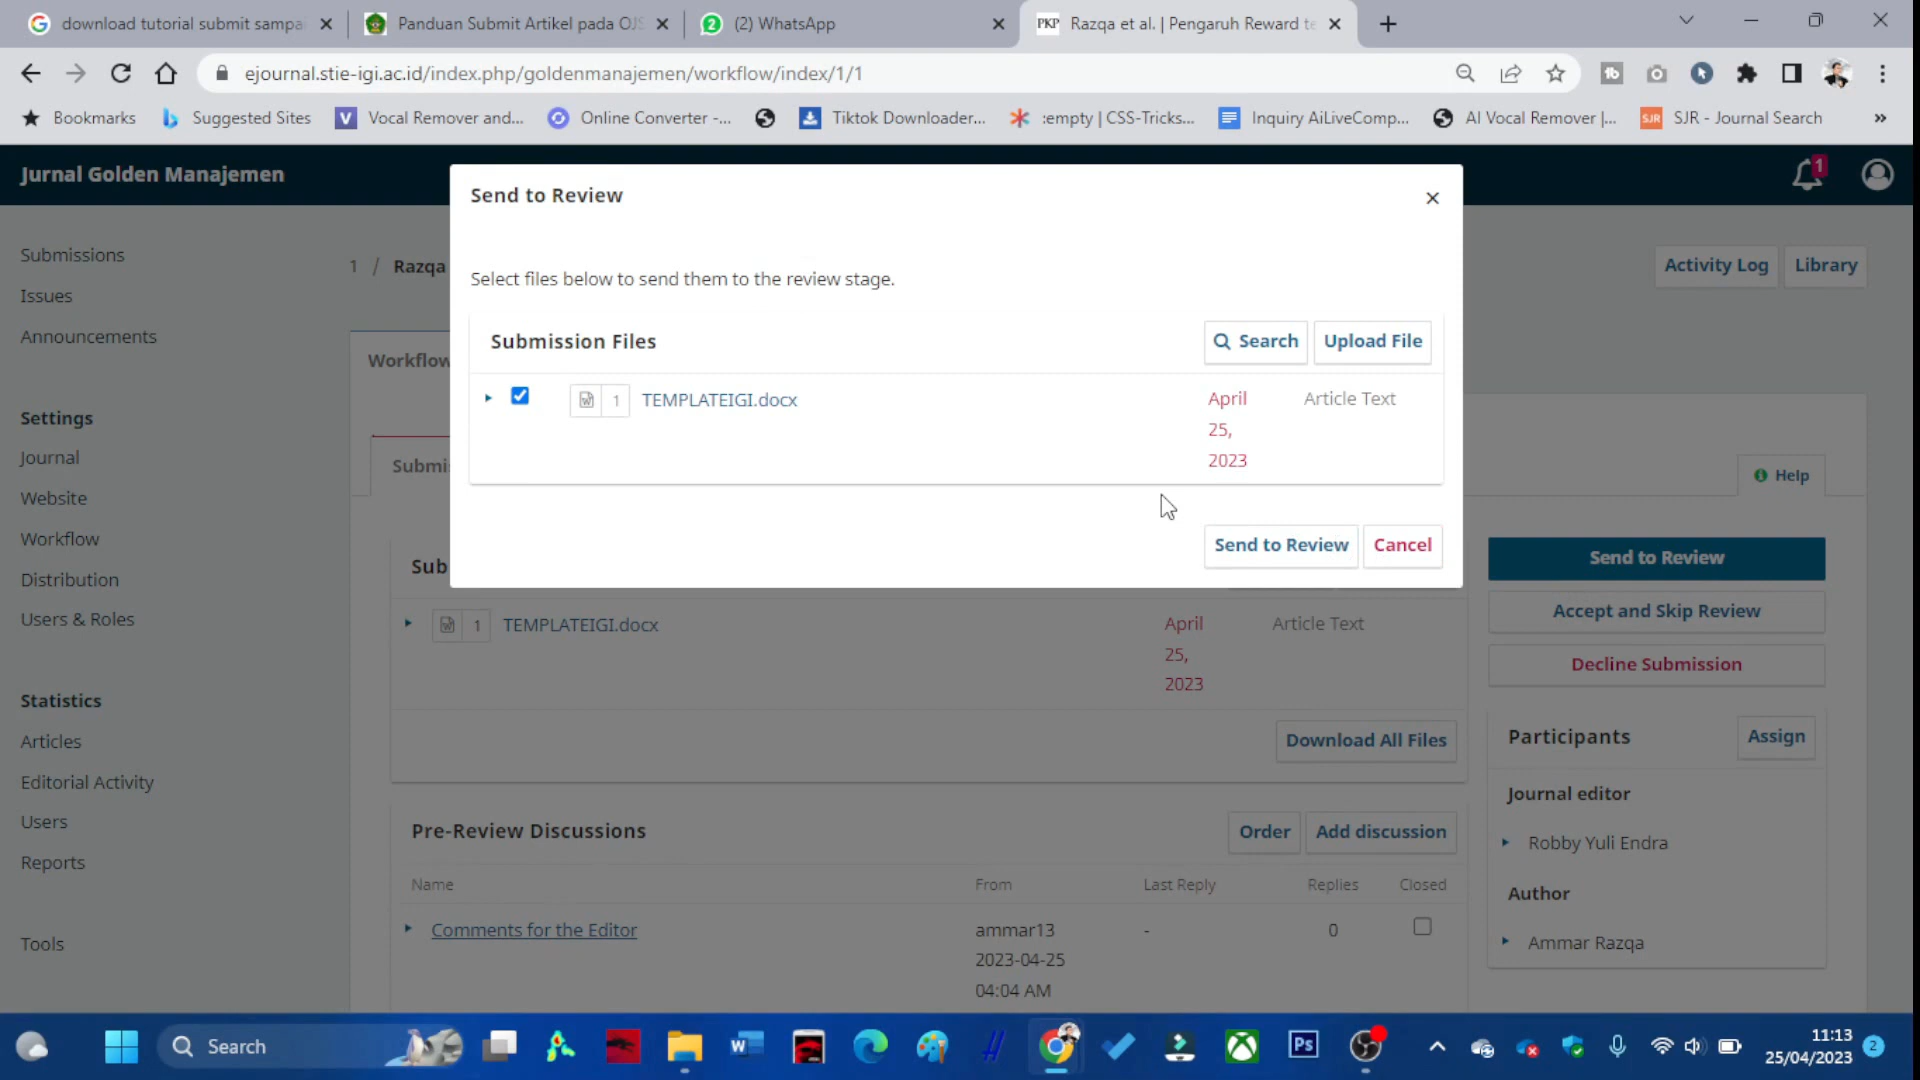 download tutorial submit sampa
Panduan Submit Artikel pada OJS
(2) WhatsApp
PKP Razqa et al. | Pengaruh Reward te
ejournal.stie-igi.ac.id/index.php/goldenmanajemen/workflow/index/1/1
Bookmarks
Suggested Sites
Vocal Remover and...
Online Converter -...
Tiktok Downloader...
:empty | CSS-Tricks...
Inquiry AiLiveComp...
AI Vocal Remover |...
SJR - Journal Search
Jurnal Golden Manajemen
1
Submissions
Issues
Announcements
Settings
Journal
Website
Workflow
Distribution
Users & Roles
Statistics
Articles
Editorial Activity
Users
Reports
Tools
1 / Razqa
Activity Log
Library
Workflow
Submi
Help
Send to Review
Select files below to send them to the review stage.
Submission Files
Search
Upload File
1 TEMPLATEIGI.docx
April 25, 2023
Article Text
Send to Review
Cancel
Sub
1 TEMPLATEIGI.docx
April 25, 2023
Article Text
Download All Files
Send to Review
Accept and Skip Review
Decline Submission
Participants
Assign
Journal editor
Robby Yuli Endra
Author
Ammar Razqa
Pre-Review Discussions
Order
Add discussion
Name From Last Reply Replies Closed
Comments for the Editor
ammar13
2023-04-25
04:04 AM
-
0
Search
11:13
25/04/2023
2